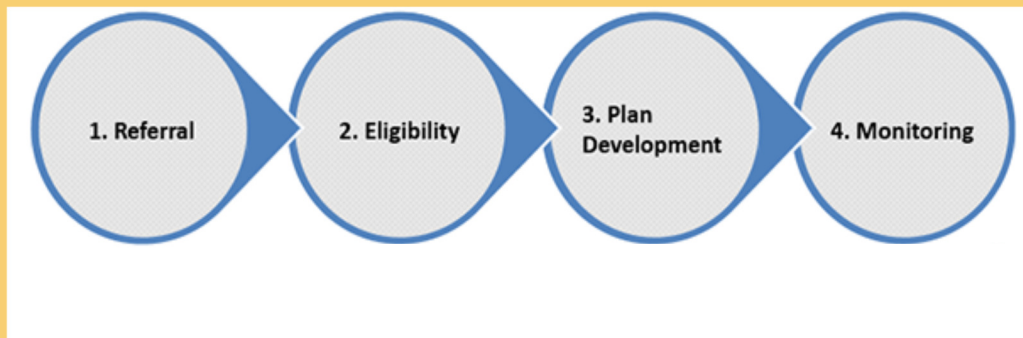 1. Referral
2. Eligibility
3. Plan
Development
4. Monitoring